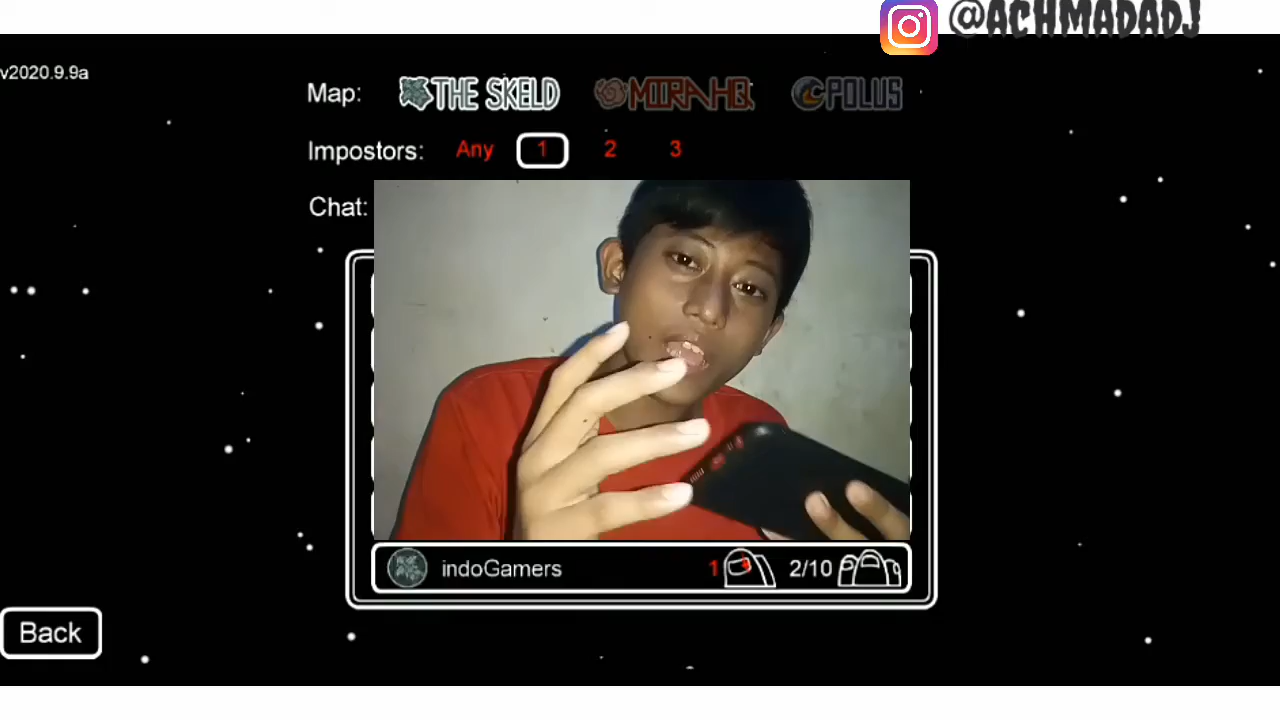 @ACHMADADJ
v2020.9.9a
Map: THE SKELD MIRA HQ POLUS
Impostors: Any 1 2 3
Chat:
indoGamers 1 2/10
Back